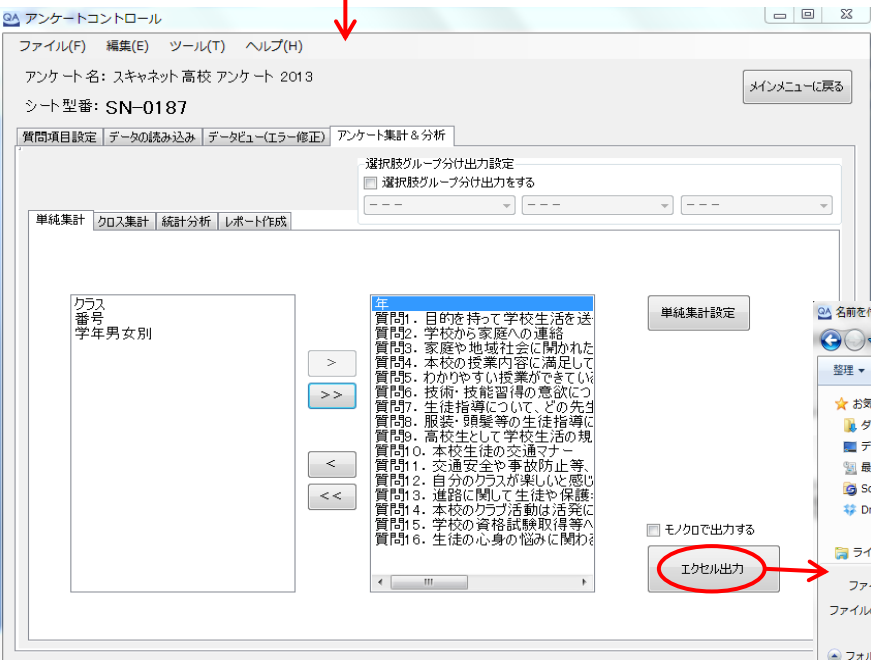 アンケートコントロール
ファイル(F) 編集(E) ツール(T) ヘルプ(H)
アンケート名: スキャネット高校 アンケート 2013
メインメニューに戻る
シート型番: SN-0187
質問項目設定 データの読み込み データビュー(エラー修正) アンケート集計&分析
選択肢グループ分け出力設定
選択肢グループ分け出力をする
--- --- ---
単純集計 クロス集計 統計分析 レポート作成
クラス
番号
学年男女別
>
>>
<
<<
年
質問1. 目的を持って学校生活を送
質問2. 学校から家庭への連絡
質問3. 家庭や地域社会に開かれた
質問4. 本校の授業内容に満足して
質問5. わかりやすい授業ができてい
質問6. 技術・技能習得の意欲につ
質問7. 生徒指導について、どの先生
質問8. 服装・頭髪等の生徒指導に
質問9. 高校生として学校生活の規
質問10. 本校生徒の交通マナー
質問11. 交通安全や事故防止等、
質問12. 自分のクラスが楽しいと感じ
質問13. 進路に関して生徒や保護
質問14. 本校のクラブ活動は活発に
質問15. 学校の資格試験取得等へ
質問16. 生徒の心身の悩みに関わ
単純集計設定
モノクロで出力する
エクセル出力
名前を
整理
お気
ダ
デ
最
Dr
ライ
ファ
ファイル
フォル